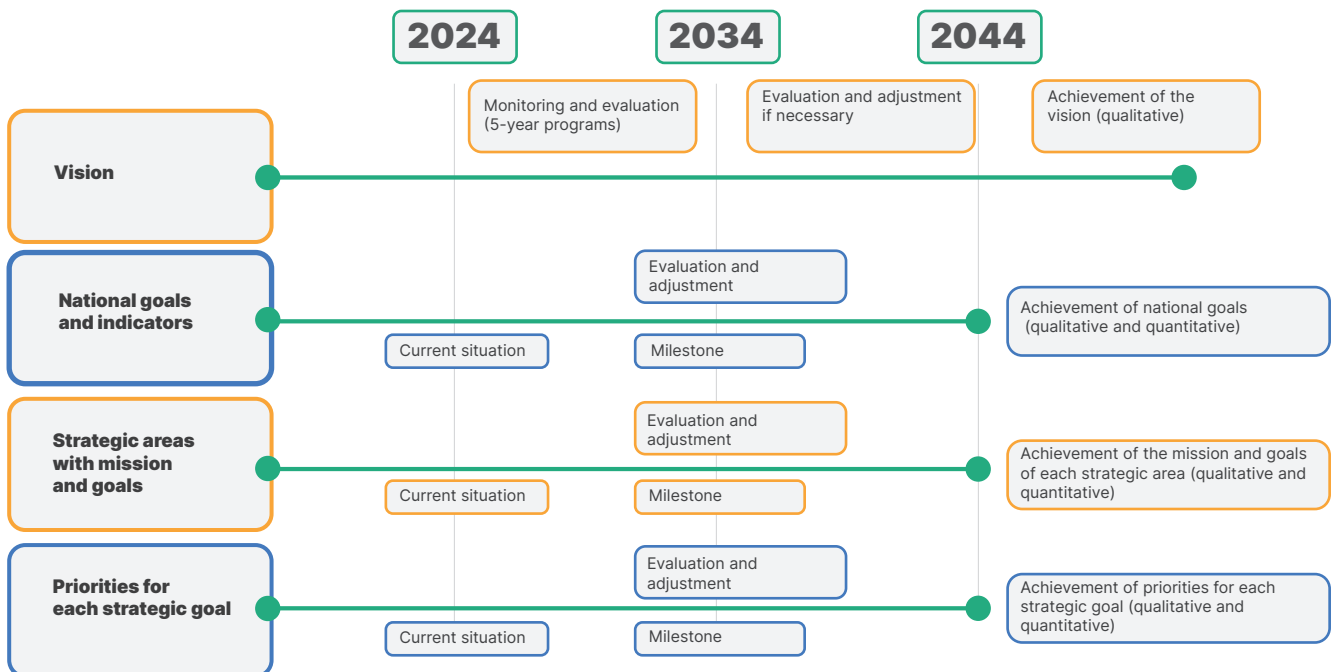 2024
2034
2044
Monitoring and evaluation
(5-year programs)
Evaluation and adjustment
if necessary
Achievement of the
vision (qualitative)
Vision
Evaluation and
adjustment
National goals
and indicators
Achievement of national goals
(qualitative and quantitative)
Current situation
Milestone
Evaluation and
adjustment
Strategic areas
with mission
and goals
Achievement of the mission and goals
of each strategic area (qualitative and
quantitative)
Current situation
Milestone
Evaluation and
adjustment
Priorities for
each strategic goal
Achievement of priorities for each
strategic goal (qualitative and
quantitative)
Current situation
Milestone